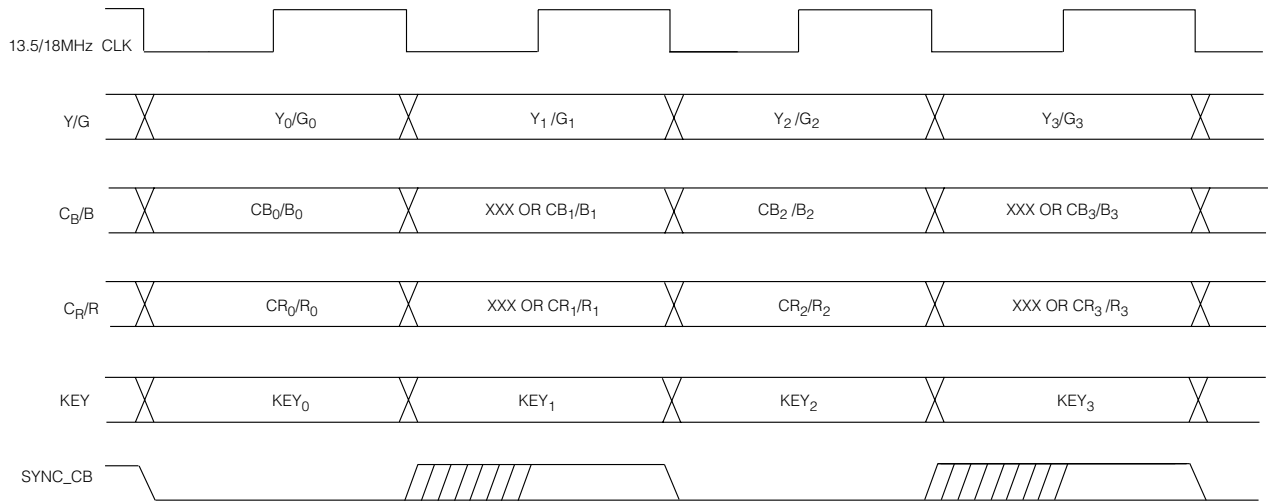 13.5/18MHz CLK
Y/G Y₀/G₀ Y₁/G₁ Y₂/G₂ Y₃/G₃
C_B/B CB₀/B₀ XXX OR CB₁/B₁ CB₂/B₂ XXX OR CB₃/B₃
C_R/R CR₀/R₀ XXX OR CR₁/R₁ CR₂/R₂ XXX OR CR₃/R₃
KEY KEY₀ KEY₁ KEY₂ KEY₃
SYNC_CB